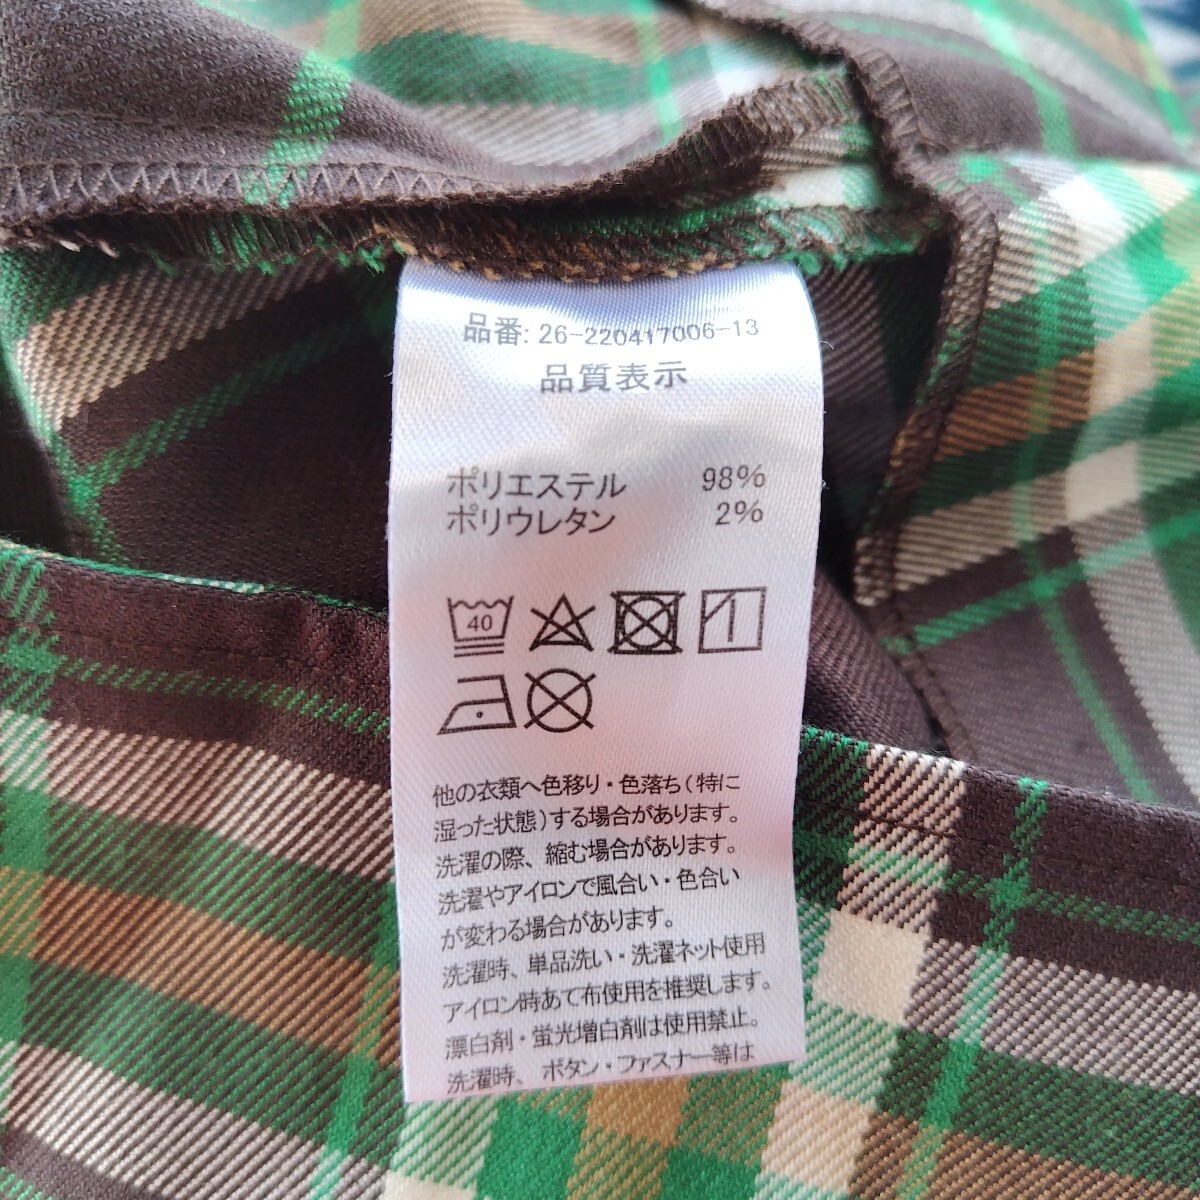 品番: 26-220417006-13
品質表示
ポリエステル 98%
ポリウレタン 2%
40
他の衣類へ色移り・色落ち(特に
湿った状態)する場合があります。
洗濯の際、縮む場合があります。
洗濯やアイロンで風合い・色合い
が変わる場合があります。
洗濯時、単品洗い・洗濯ネット使用
アイロン時あて布使用を推奨します。
漂白剤・蛍光増白剤は使用禁止。
洗濯時、ボタン・ファスナー等は